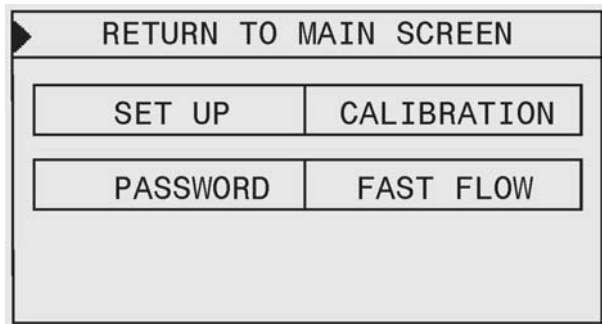 RETURN TO MAIN SCREEN
SET UP CALIBRATION
PASSWORD FAST FLOW